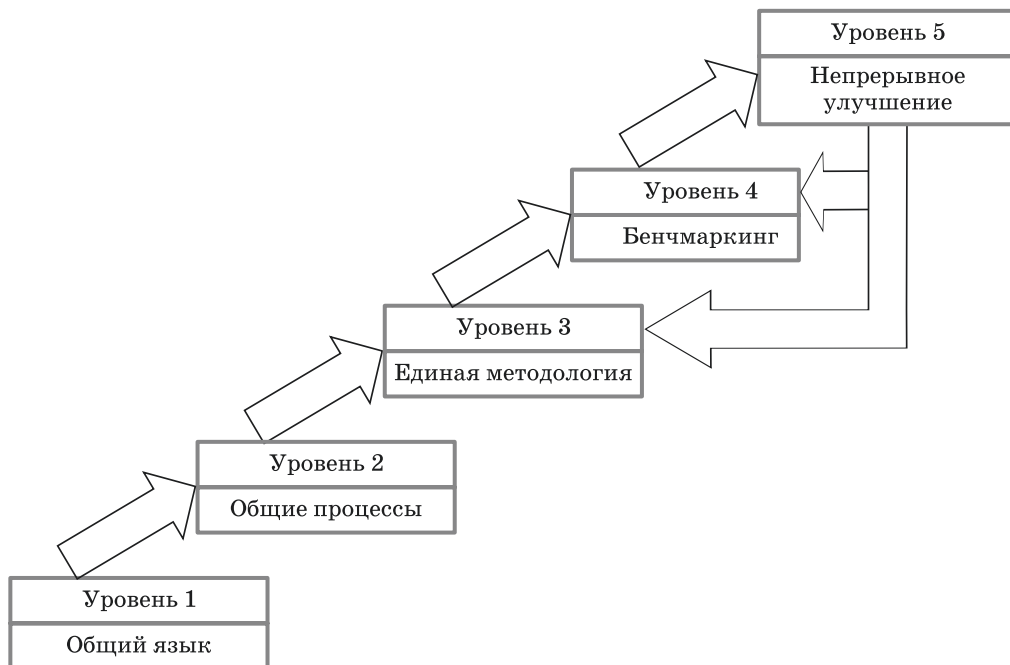 Уровень 5
Непрерывное
улучшение
Уровень 4
Бенчмаркинг
Уровень 3
Единая методология
Уровень 2
Общие процессы
Уровень 1
Общий язык